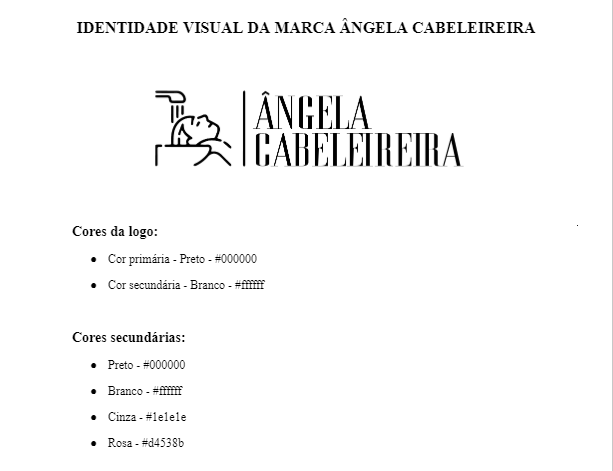 IDENTIDADE VISUAL DA MARCA ÂNGELA CABELEIREIRA
ÂNGELA
CABELEIREIRA
Cores da logo:
● Cor primária - Preto - #000000
● Cor secundária - Branco - #ffffff
Cores secundárias:
● Preto - #000000
● Branco - #ffffff
● Cinza - #1e1e1e
● Rosa - #d4538b